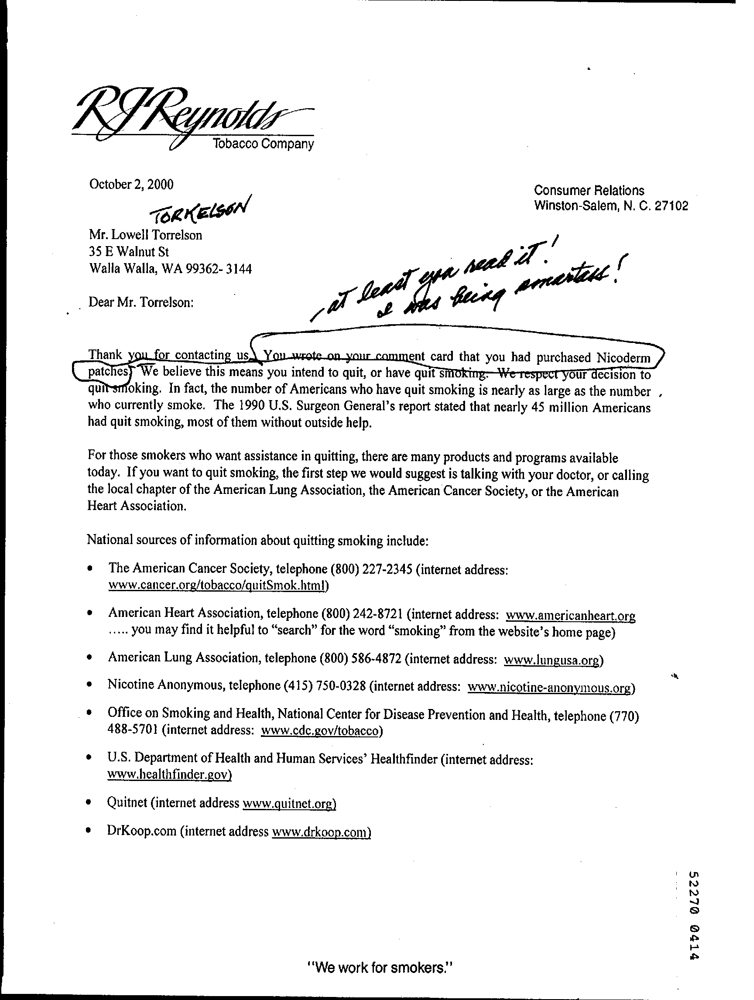 RJReynolds
Tobacco Company
October 2, 2000
Consumer Relations
Winston-Salem, N. C. 27102
TORKELSON
Mr. Lowell Torrelson
35 E Walnut St
Walla Walla, WA 99362- 3144
at least you read it!
I was being smartass!
Dear Mr. Torrelson:
Thank you for contacting us. You wrote on your comment card that you had purchased Nicoderm
patches. We believe this means you intend to quit, or have quit smoking. We respect your decision to
quit smoking. In fact, the number of Americans who have quit smoking is nearly as large as the number
who currently smoke. The 1990 U.S. Surgeon General's report stated that nearly 45 million Americans
had quit smoking, most of them without outside help.
For those smokers who want assistance in quitting, there are many products and programs available
today. If you want to quit smoking, the first step we would suggest is talking with your doctor, or calling
the local chapter of the American Lung Association, the American Cancer Society, or the American
Heart Association.
National sources of information about quitting smoking include:
• The American Cancer Society, telephone (800) 227-2345 (internet address:
www.cancer.org/tobacco/quitSmok.html)
• American Heart Association, telephone (800) 242-8721 (internet address: www.americanheart.org
..... you may find it helpful to "search" for the word "smoking" from the website's home page)
• American Lung Association, telephone (800) 586-4872 (internet address: www.lungusa.org)
• Nicotine Anonymous, telephone (415) 750-0328 (internet address: www.nicotine-anonymous.org)
• Office on Smoking and Health, National Center for Disease Prevention and Health, telephone (770)
488-5701 (internet address: www.cdc.gov/tobacco)
• U.S. Department of Health and Human Services' Healthfinder (internet address:
www.healthfinder.gov)
• Quitnet (internet address www.quitnet.org)
• DrKoop.com (internet address www.drkoop.com)
52270 0414
"We work for smokers."